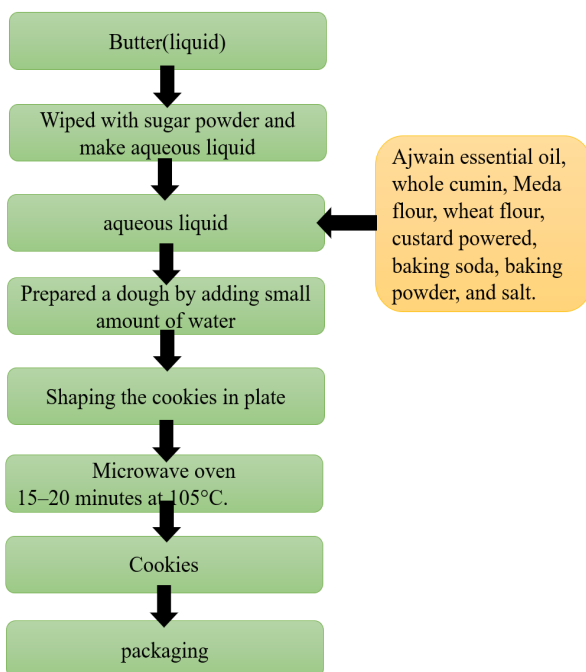 Butter(liquid)
Wiped with sugar powder and
make aqueous liquid
aqueous liquid
Ajwain essential oil,
whole cumin, Meda
flour, wheat flour,
custard powered,
baking soda, baking
powder, and salt.
Prepared a dough by adding small
amount of water
Shaping the cookies in plate
Microwave oven
15–20 minutes at 105°C.
Cookies
packaging